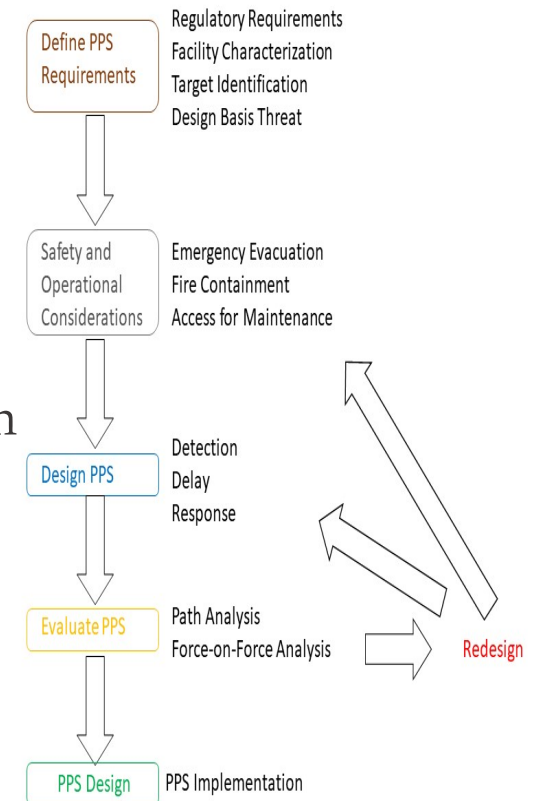 Define PPS
Requirements
Regulatory Requirements
Facility Characterization
Target Identification
Design Basis Threat
Safety and
Operational
Considerations
Emergency Evacuation
Fire Containment
Access for Maintenance
n
Design PPS
Detection
Delay
Response
Evaluate PPS
Path Analysis
Force-on-Force Analysis
Redesign
PPS Design
PPS Implementation